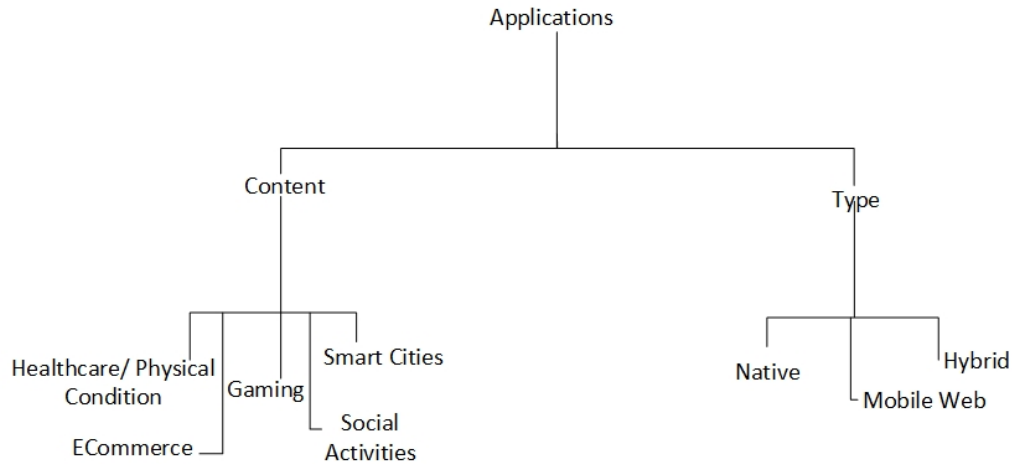 Applications
Content
Type
Healthcare/ Physical
Condition
ECommerce
Gaming
Social
Activities
Smart Cities
Native
Mobile Web
Hybrid